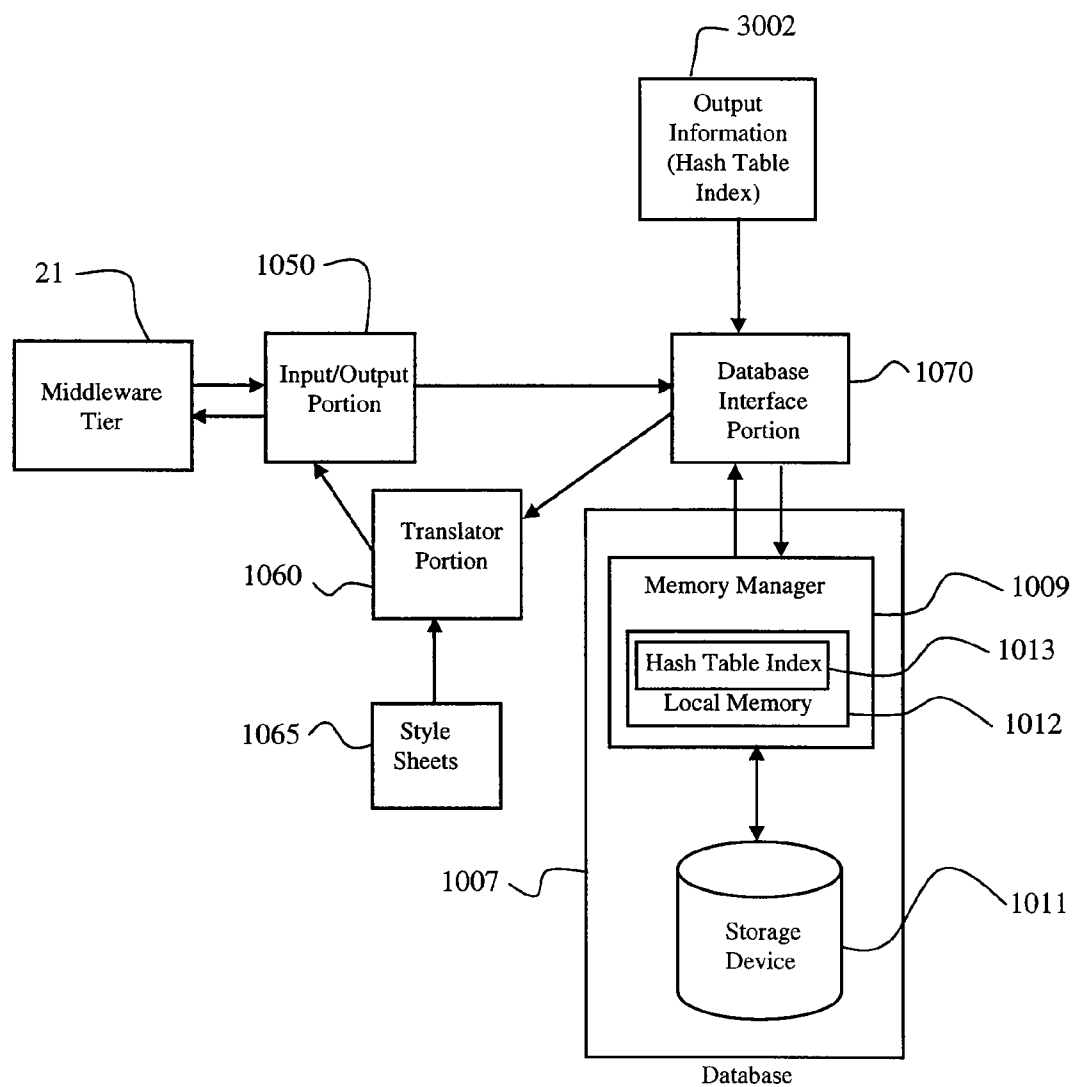 3002
Output
Information
(Hash Table
Index)
1050
21
Middleware
Tier
Input/Output
Portion
Database
Interface
Portion
1070
Translator
Portion
1060
Memory Manager
1009
Hash Table Index
1013
Local Memory
1012
1065
Style
Sheets
1007
Storage
Device
1011
Database